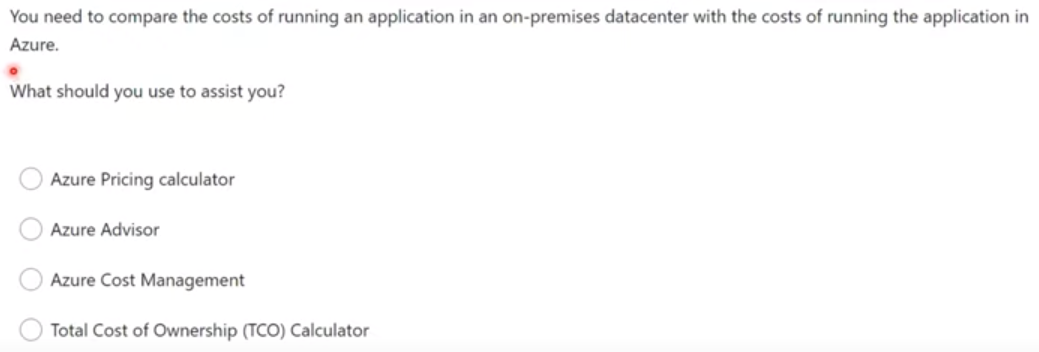 You need to compare the costs of running an application in an on-premises datacenter with the costs of running the application in
Azure.
What should you use to assist you?
Azure Pricing calculator
Azure Advisor
Azure Cost Management
Total Cost of Ownership (TCO) Calculator